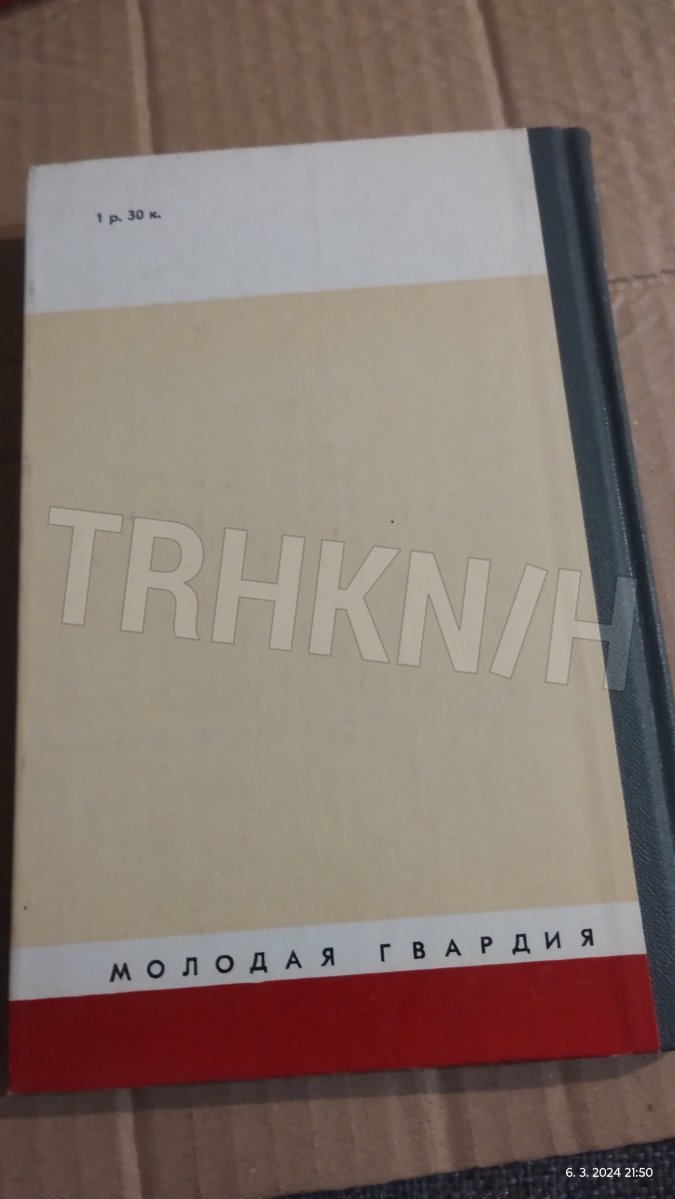 1 р. 30 к.
TRHKN/H
МОЛОДАЯ ГВАРДИЯ
6. 3. 2024 21:50